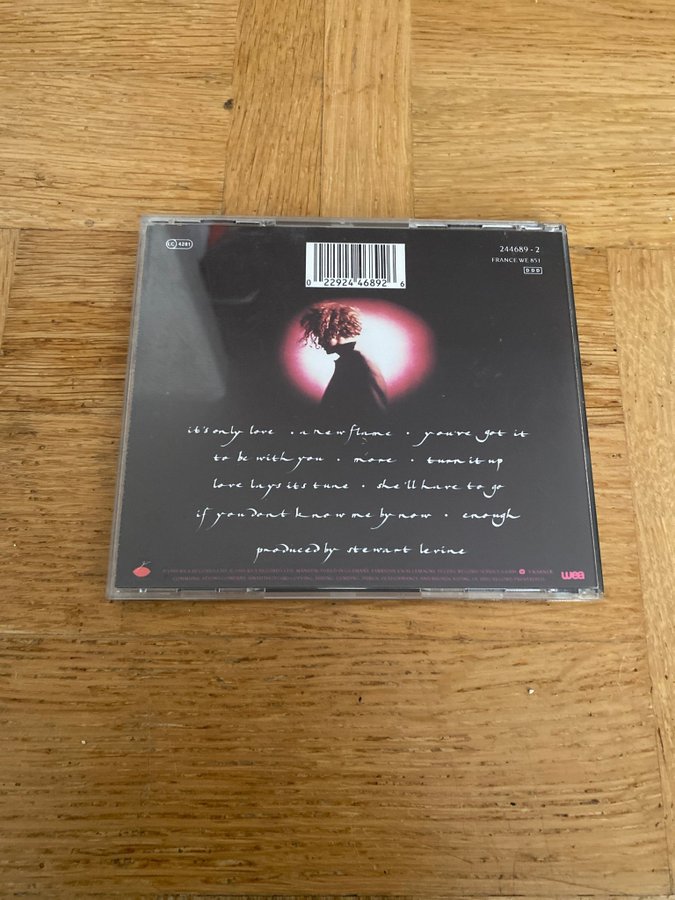 LC 4281
0 22924 46892 6
244689 - 2
FRANCE WE 851
DDD
it's only love · a new flame · you've got it
to be with you · more · turn it up
love lays its tune · she'll have to go
if you dont know me by now · enough
produced by stewart levine
wea